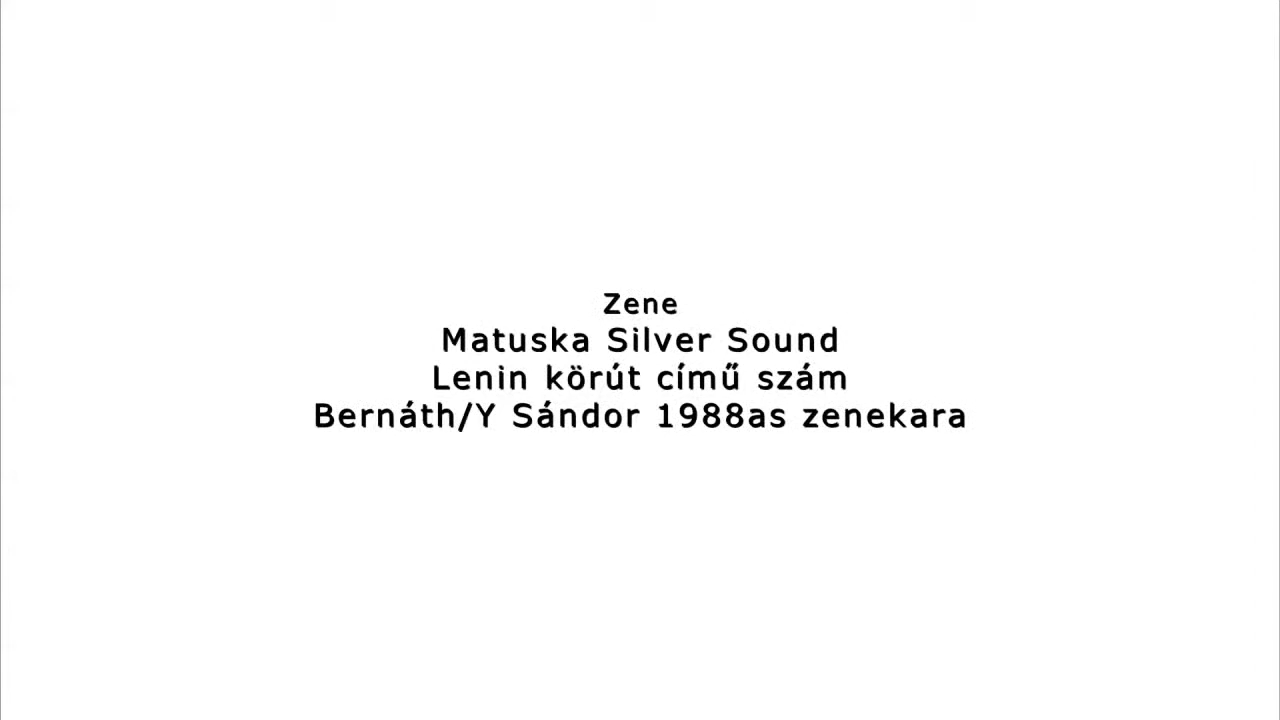 Zene
Matuska Silver Sound
Lenin körút című szám
Bernáth/Y Sándor 1988as zenekara